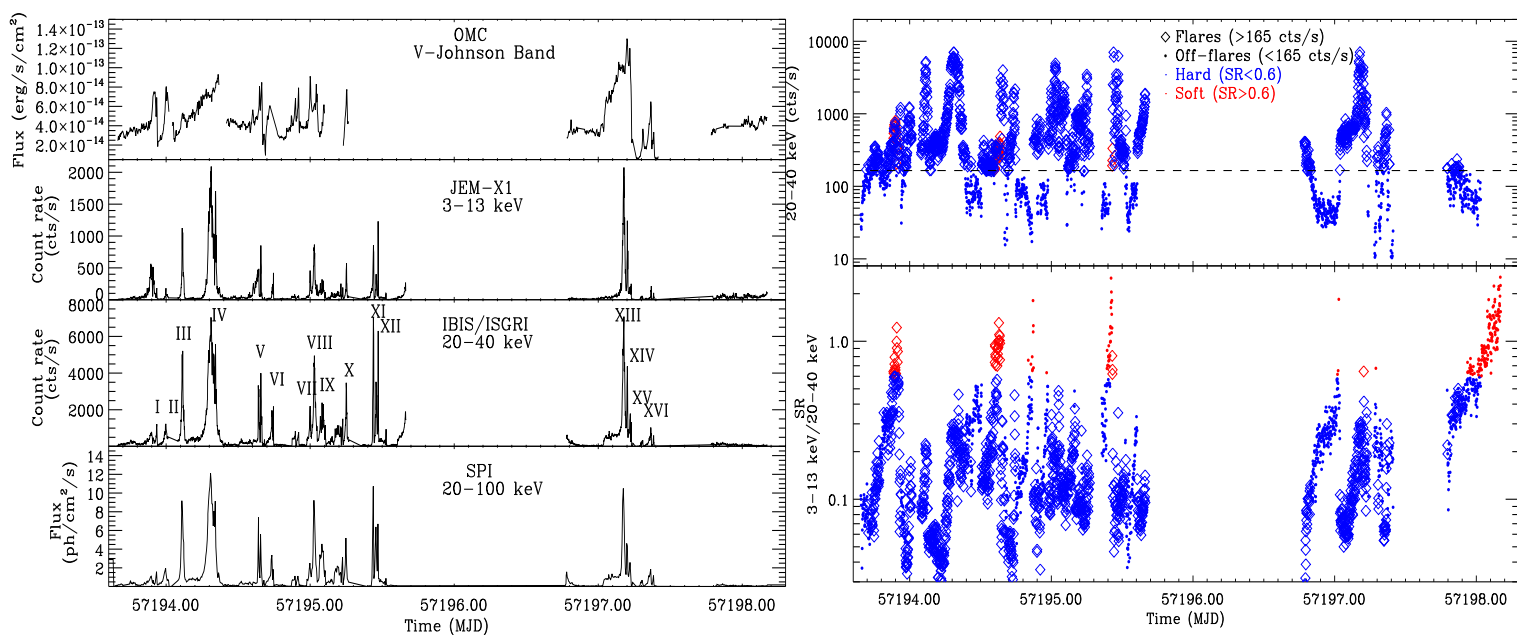 OMC
V-Johnson Band
Flux (erg/s/cm²)
1.4×10⁻¹³
1.2×10⁻¹³
1.0×10⁻¹³
8.0×10⁻¹⁴
6.0×10⁻¹⁴
4.0×10⁻¹⁴
2.0×10⁻¹⁴
JEM-X1
3-13 keV
Count rate
(cts/s)
2000
1500
1000
500
0
IBIS/ISGRI
20-40 keV
Count rate
(cts/s)
8000
6000
4000
2000
I
II
III
IV
V
VI
VII
VIII
IX
X
XI
XII
XIII
XIV
XV
XVI
SPI
20-100 keV
Flux
(ph/cm²/s)
14
12
10
8
6
4
2
57194.00
57195.00
57196.00
57197.00
57198.00
Time (MJD)
◇ Flares (>165 cts/s)
• Off-flares (<165 cts/s)
· Hard (SR<0.6)
· Soft (SR>0.6)
20-40 keV (cts/s)
10000
1000
100
10
SR
3-13 keV/20-40 keV
1.0
0.1
57194.00
57195.00
57196.00
57197.00
57198.00
Time (MJD)